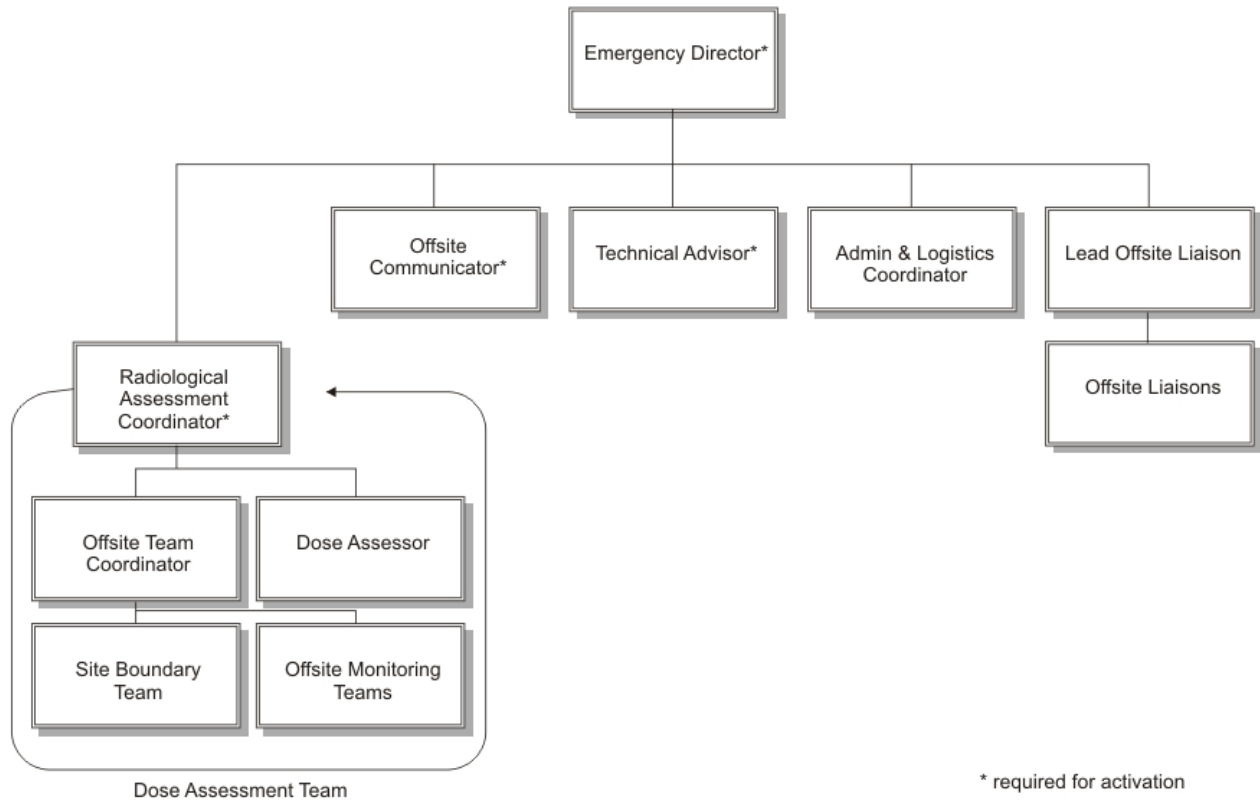 Emergency Director*
Offsite
Communicator*
Technical Advisor*
Admin & Logistics
Coordinator
Lead Offsite Liaison
Radiological
Assessment
Coordinator*
Offsite Liaisons
Offsite Team
Coordinator
Dose Assessor
Site Boundary
Team
Offsite Monitoring
Teams
Dose Assessment Team
* required for activation